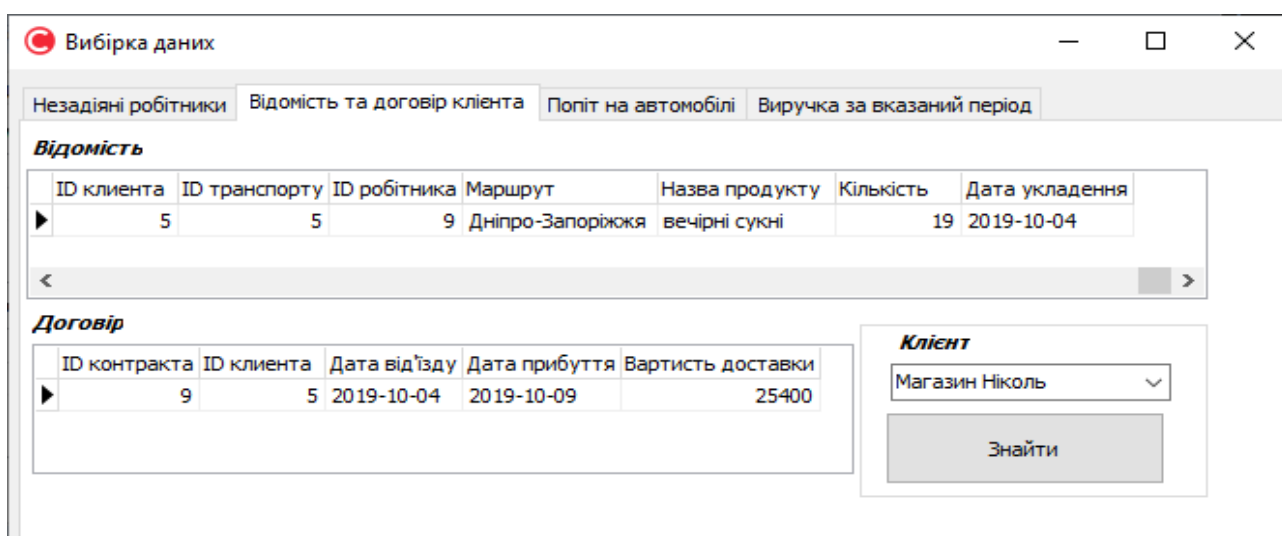 Вибірка даних
Незадіяні робітники Відомість та договір клієнта Попіт на автомобілі Виручка за вказаний період
Відомість
ID клиента ID транспорту ID робітника Маршрут Назва продукту Кількість Дата укладення
5 5 9 Дніпро-Запоріжжя вечірні сукні 19 2019-10-04
Договір
ID контракта ID клиента Дата від'їзду Дата прибуття Вартисть доставки
9 5 2019-10-04 2019-10-09 25400
Клієнт
Магазин Ніколь
Знайти